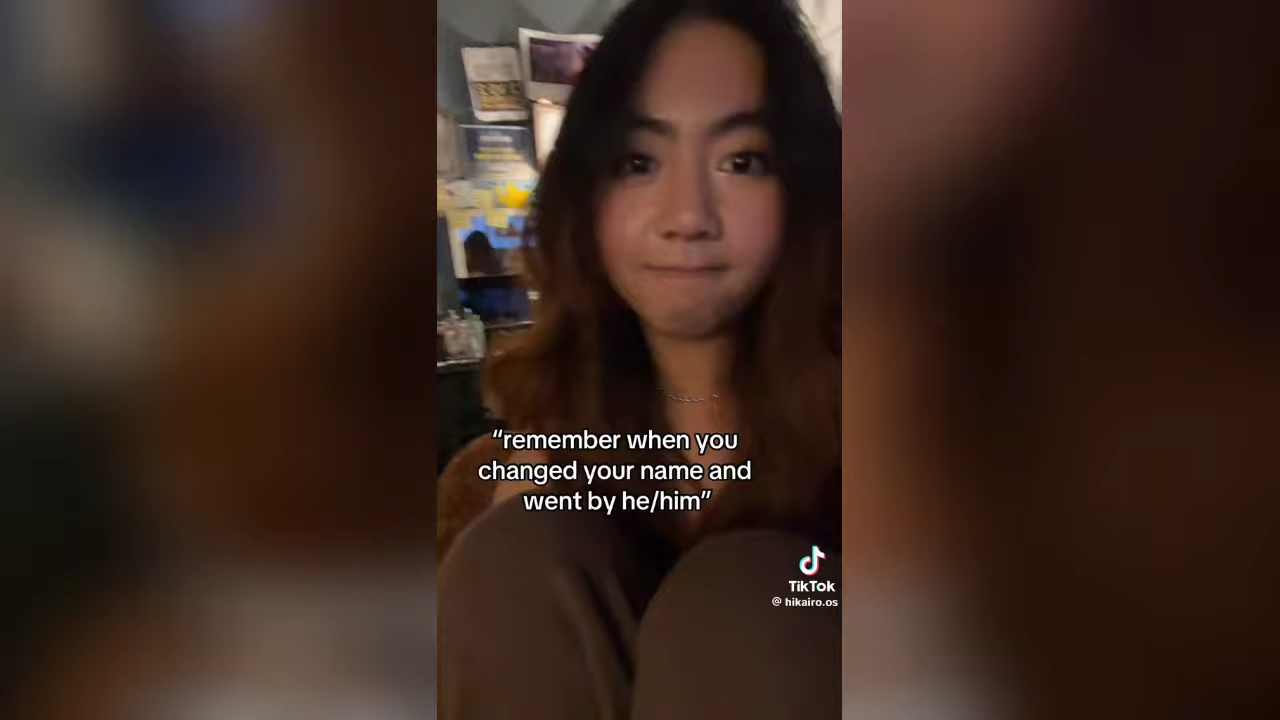 “remember when you
changed your name and
went by he/him”
TikTok
@ hikairo.os